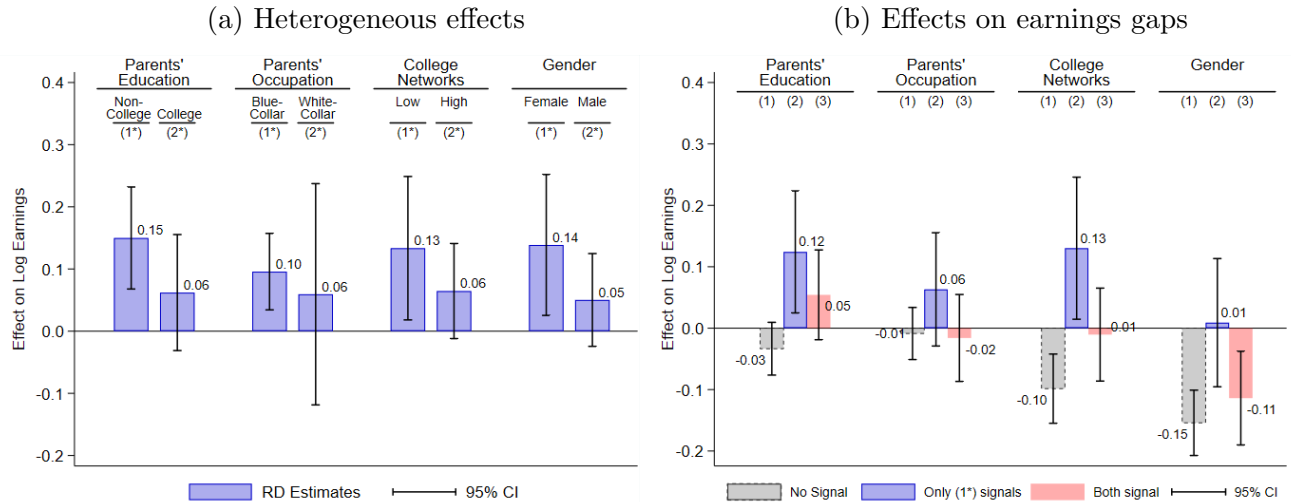 (a) Heterogeneous effects
Parents' Education
Parents' Occupation
College Networks
Gender
Non-College
College
Blue-Collar
White-Collar
Low
High
Female
Male
(1*) (2*) (1*) (2*) (1*) (2*) (1*) (2*)
Effect on Log Earnings
0.4
0.3
0.2
0.1
0.0
-0.1
-0.2
0.15
0.06
0.10
0.06
0.13
0.06
0.14
0.05
RD Estimates
95% CI
(b) Effects on earnings gaps
Parents' Education
Parents' Occupation
College Networks
Gender
(1) (2) (3) (1) (2) (3) (1) (2) (3) (1) (2) (3)
Effect on Log Earnings
0.4
0.3
0.2
0.1
0.0
-0.1
-0.2
-0.03
0.12
0.05
-0.01
0.06
-0.02
-0.10
0.13
-0.01
-0.15
0.01
-0.11
No Signal
Only (1*) signals
Both signal
95% CI